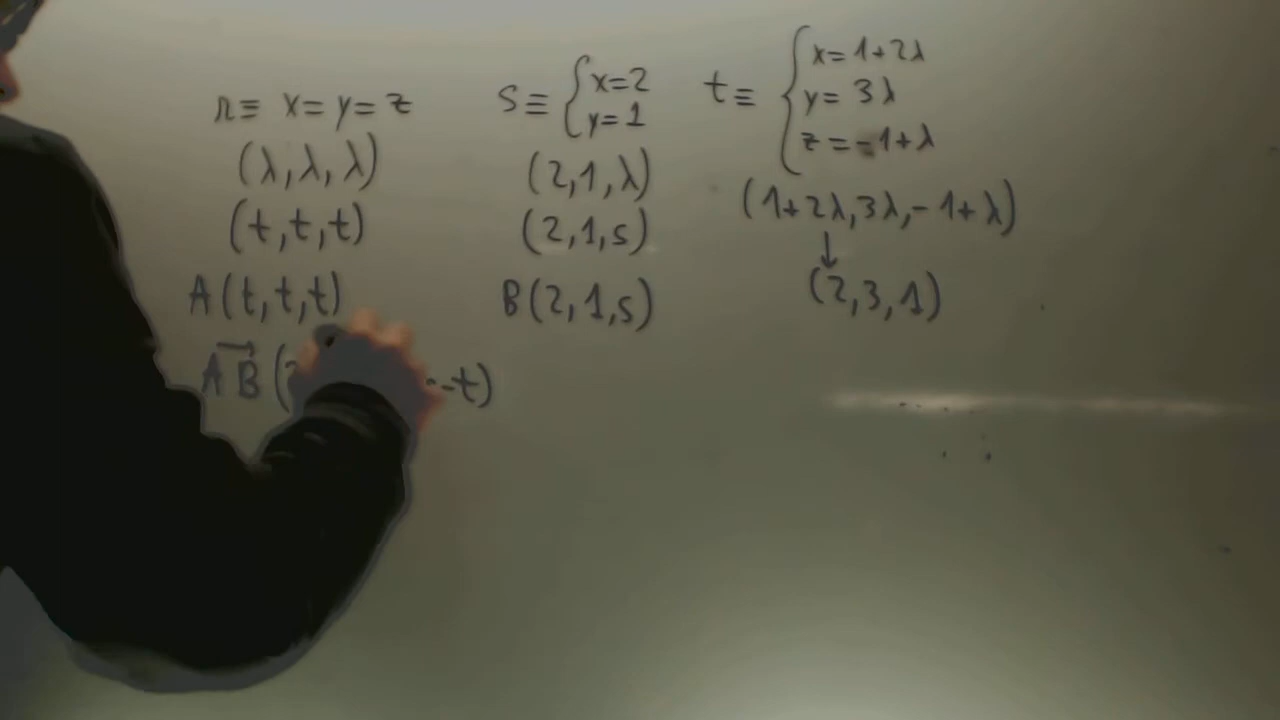 r≡ x=y=z
(λ,λ,λ)
(t,t,t)
A(t,t,t)
AB (
-t)
s≡ { x=2
y=1
(2,1,λ)
(2,1,s)
B(2,1,s)
t≡ { x=1+2λ
y= 3λ
z=-1+λ
(1+2λ,3λ,-1+λ)
↓
(2,3,1)